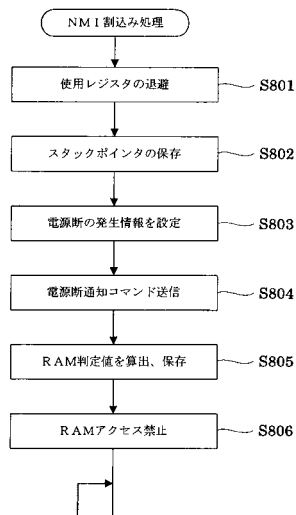 NMI割込み処理
使用レジスタの退避 S801
スタックポインタの保存 S802
電源断の発生情報を設定 S803
電源断通知コマンド送信 S804
RAM判定値を算出、保存 S805
RAMアクセス禁止 S806